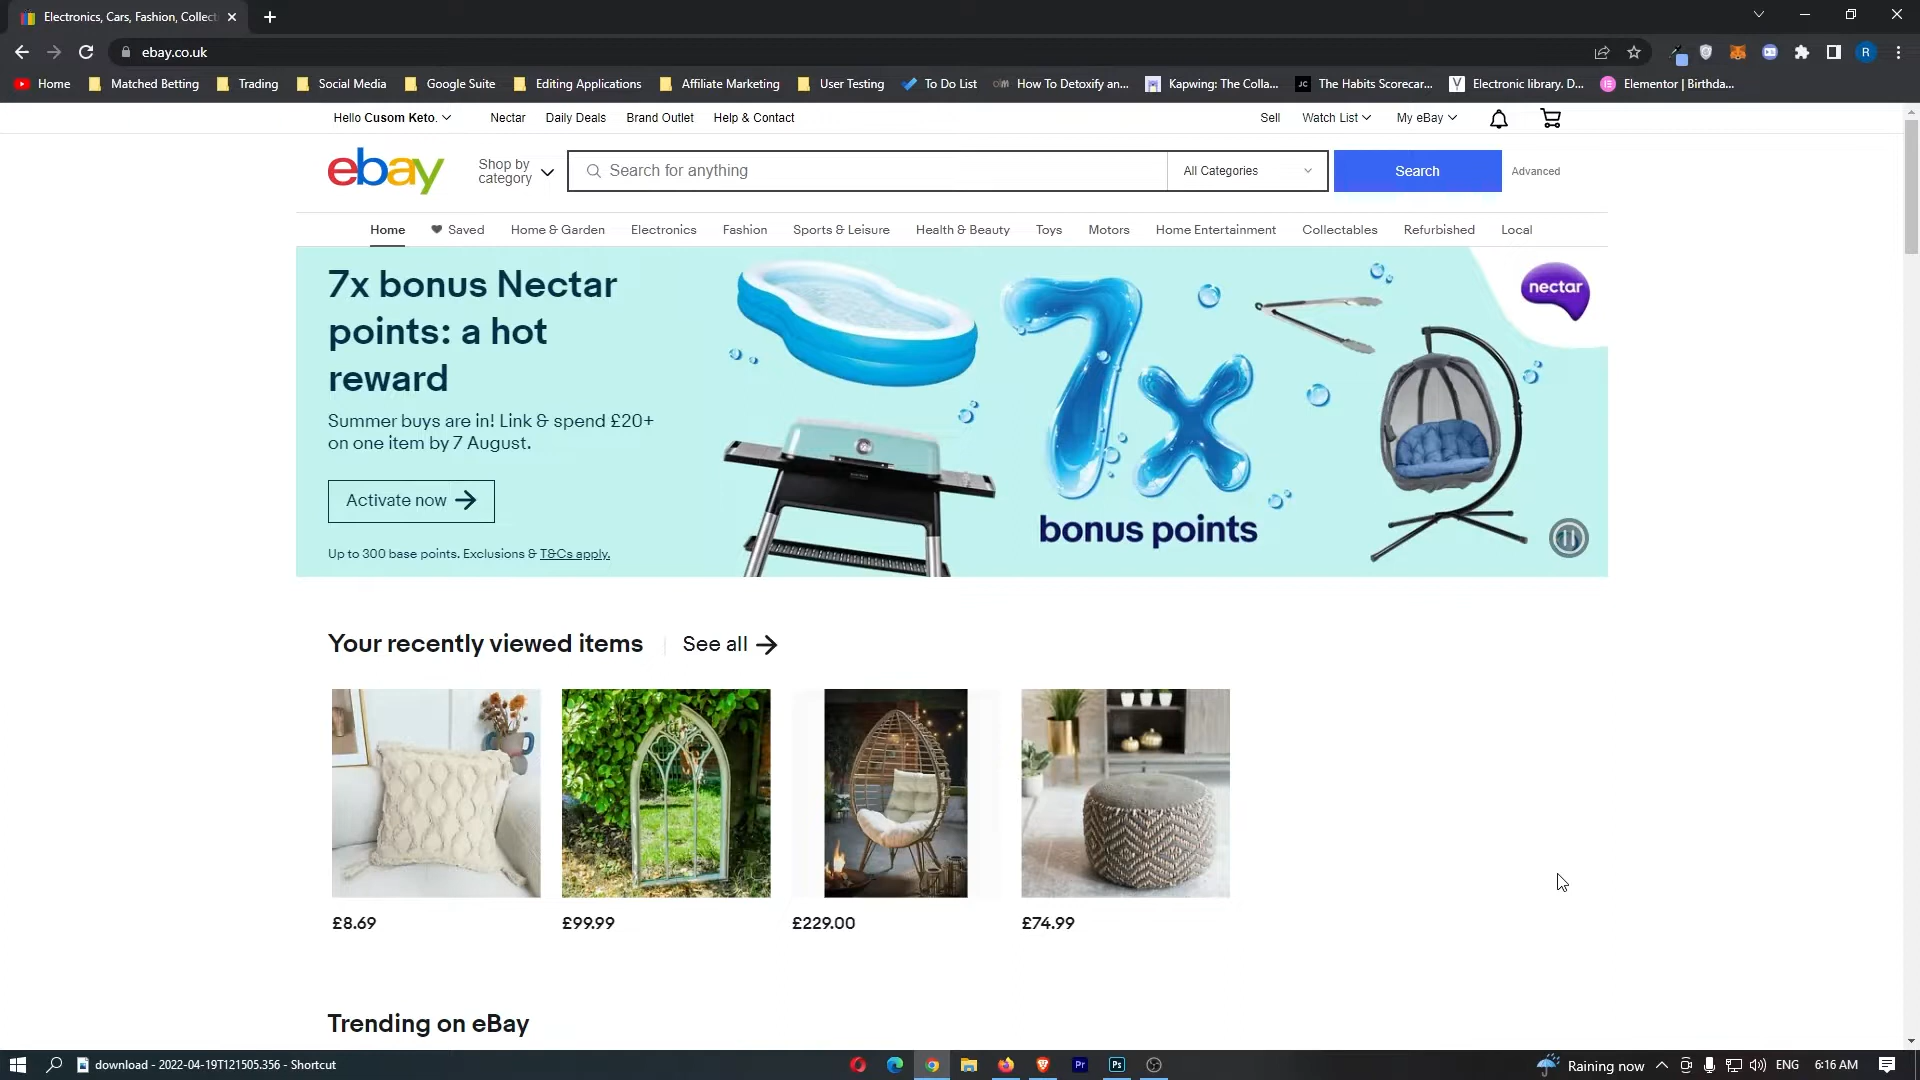 Electronics, Cars, Fashion, Collect
ebay.co.uk
R
Home Matched Betting Trading Social Media Google Suite Editing Applications Affiliate Marketing User Testing To Do List How To Detoxify an... Kapwing: The Colla... JC The Habits Scorecar... Electronic library. D... Elementor | Birthda...
Hello Cusom Keto. Nectar Daily Deals Brand Outlet Help & Contact Sell Watch List My eBay
ebay
Shop by
category
Search for anything All Categories Search Advanced
Home Saved Home & Garden Electronics Fashion Sports & Leisure Health & Beauty Toys Motors Home Entertainment Collectables Refurbished Local
7x bonus Nectar
points: a hot
reward
Summer buys are in! Link & spend £20+
on one item by 7 August.
Activate now
Up to 300 base points. Exclusions & T&Cs apply.
7x
bonus points
nectar
Your recently viewed items See all
£8.69 £99.99 £229.00 £74.99
Trending on eBay
download - 2022-04-19T121505.356 - Shortcut Pr Ps Raining now ENG 6:16 AM